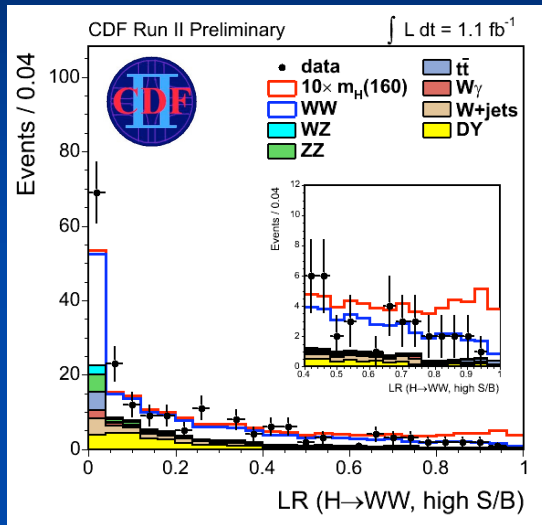 CDF Run II Preliminary
∫ L dt = 1.1 fb⁻¹
Events / 0.04
100
80
60
40
20
0
II
CDF
data
10× m_H(160)
WW
WZ
ZZ
tt̄
Wγ
W+jets
DY
Events / 0.04
12
10
8
6
4
2
0
0.4 0.5 0.6 0.7 0.8 0.9 1
LR (H→WW, high S/B)
0 0.2 0.4 0.6 0.8 1
LR (H→WW, high S/B)